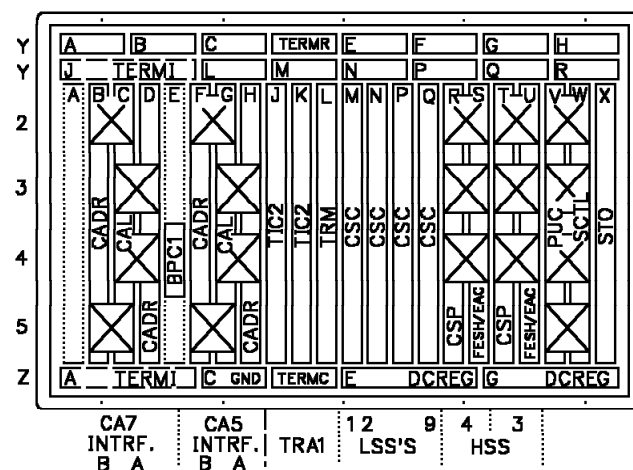 Y A B C TERMR E F G H
Y J TERMI L M N P Q R
A B C D E F G H J K L M N P Q R S T U V W X
2
3
4
5
CADR CAL CADR BPC1 CADR CAL CADR TIC2 TIC2 TRM CSC CSC CSC CSC CSP FESH/EAC CSP FESH/EAC PUC SCTL STO
Z A TERMI C GND TERMC E DCREG G DCREG
CA7 CA5 1 2 9 4 3
INTRF. INTRF. TRA1 LSS'S HSS
B A B A